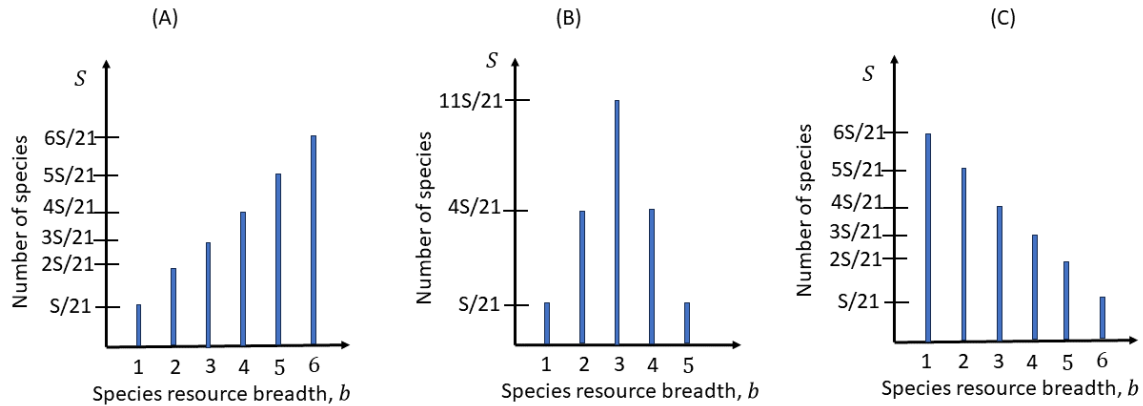 (A)
S
Number of species
6S/21
5S/21
4S/21
3S/21
2S/21
S/21
1 2 3 4 5 6
Species resource breadth, b
(B)
S
Number of species
11S/21
4S/21
S/21
1 2 3 4 5
Species resource breadth, b
(C)
S
Number of species
6S/21
5S/21
4S/21
3S/21
2S/21
S/21
1 2 3 4 5 6
Species resource breadth, b